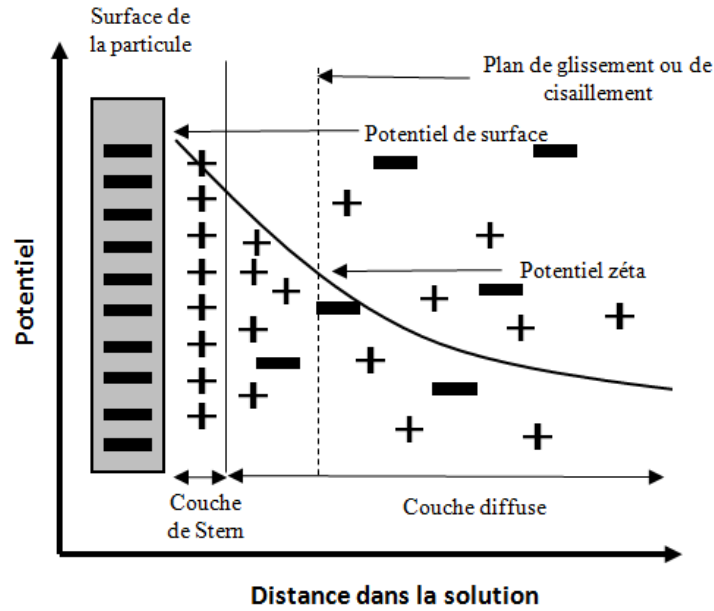 Surface de
la particule
Plan de glissement ou de
cisaillement
Potentiel de surface
Potentiel zéta
Potentiel
Couche
de Stern
Couche diffuse
Distance dans la solution